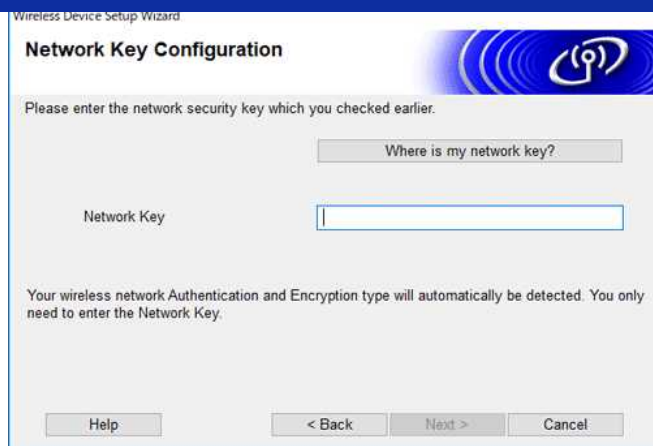 Wireless Device Setup Wizard
Network Key Configuration
Please enter the network security key which you checked earlier.
Where is my network key?
Network Key
Your wireless network Authentication and Encryption type will automatically be detected. You only
need to enter the Network Key.
Help
< Back
Next >
Cancel